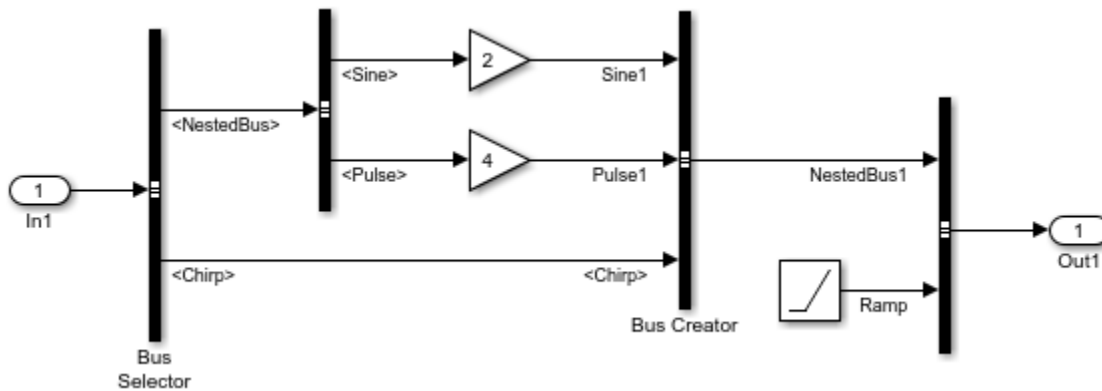 <Sine>
2
Sine1
<NestedBus>
<Pulse>
4
Pulse1
NestedBus1
1
In1
<Chirp>
<Chirp>
Ramp
1
Out1
Bus Creator
Bus
Selector